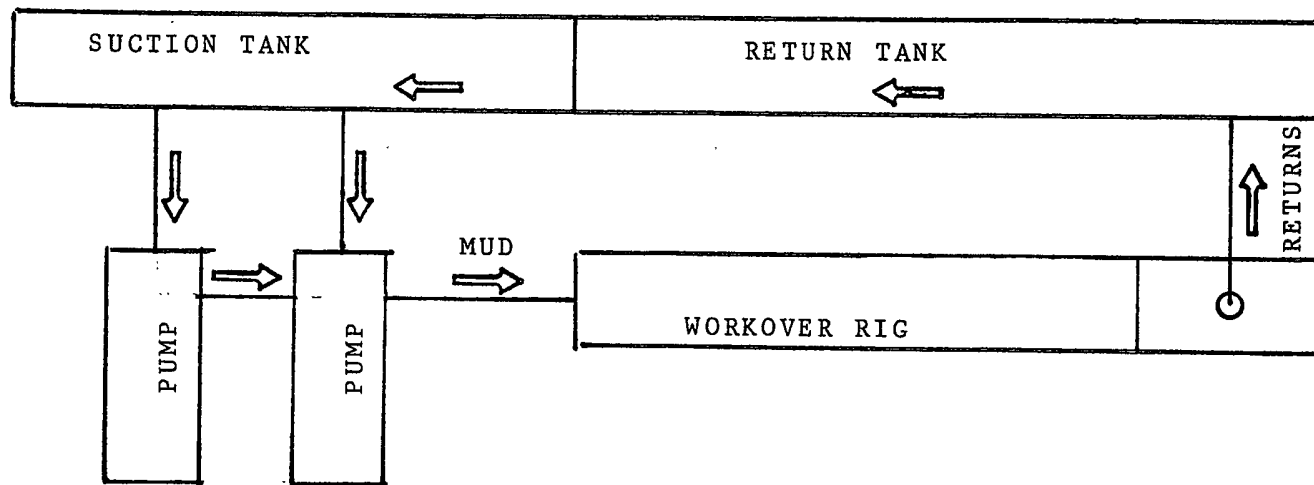 SUCTION TANK
RETURN TANK
RETURNS
MUD
PUMP
PUMP
WORKOVER RIG